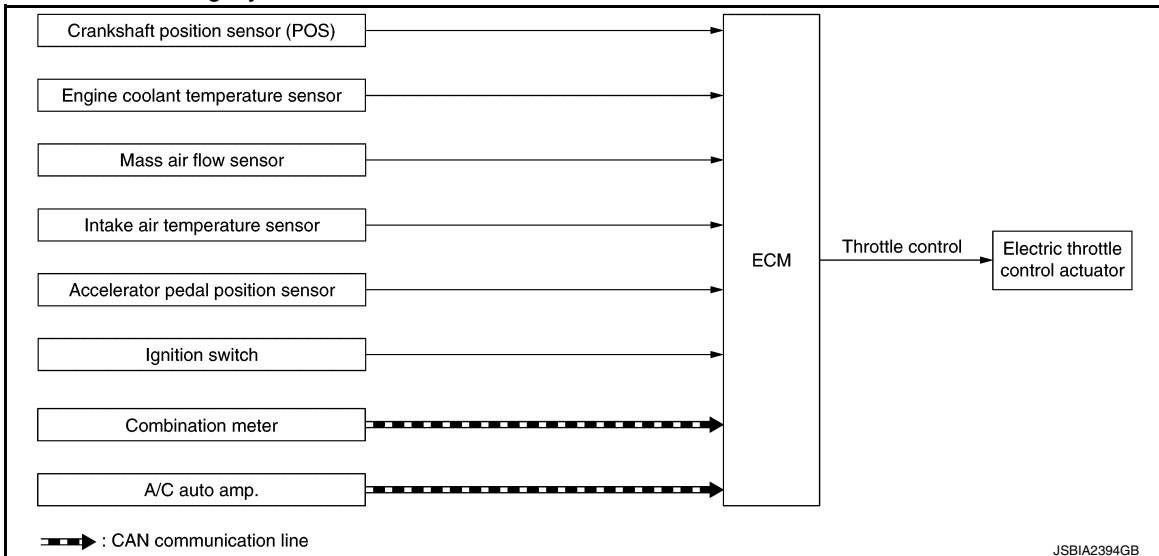 Crankshaft position sensor (POS)
Engine coolant temperature sensor
Mass air flow sensor
Intake air temperature sensor
Accelerator pedal position sensor
Ignition switch
Combination meter
A/C auto amp.
ECM
Throttle control
Electric throttle
control actuator
: CAN communication line
JSBIA2394GB